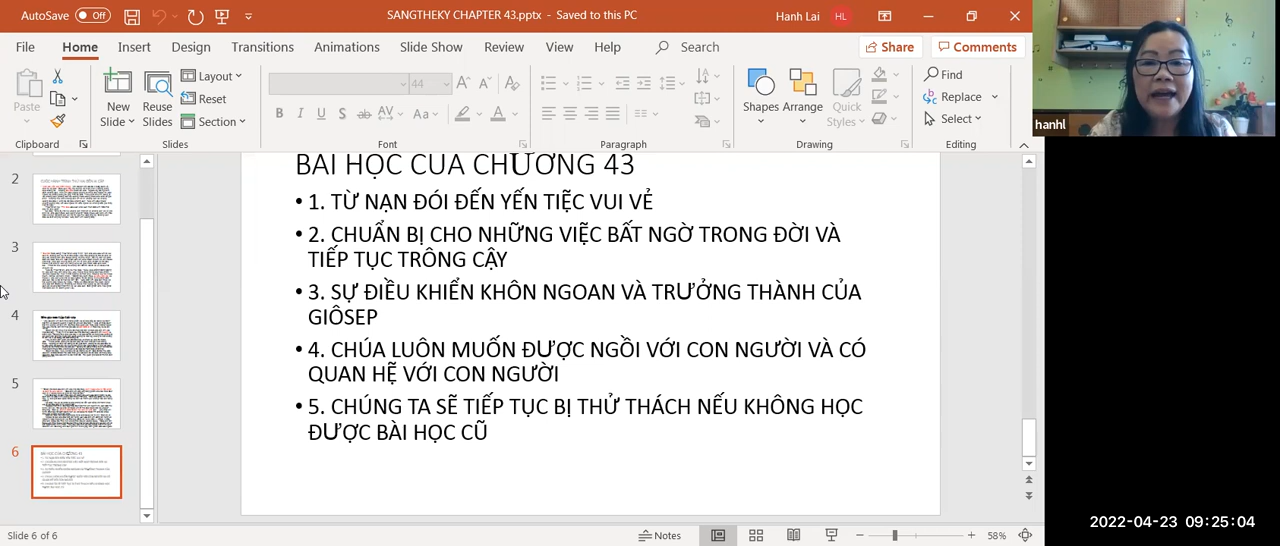 AutoSave Off SANGTHEKY CHAPTER 43.pptx - Saved to this PC Hanh Lai HL
File Home Insert Design Transitions Animations Slide Show Review View Help Search Share Comments
Paste New Slide Reuse Slides Layout Reset Section 44 Shapes Arrange Quick Styles Find Replace Select
Clipboard Slides Font Paragraph Drawing Editing
hanhl
BÀI HỌC CỦA CHƯƠNG 43
• 1. TỪ NẠN ĐÓI ĐẾN YẾN TIỆC VUI VẺ
• 2. CHUẨN BỊ CHO NHỮNG VIỆC BẤT NGỜ TRONG ĐỜI VÀ
TIẾP TỤC TRÔNG CẬY
• 3. SỰ ĐIỀU KHIỂN KHÔN NGOAN VÀ TRƯỞNG THÀNH CỦA
GIÔSEP
• 4. CHÚA LUÔN MUỐN ĐƯỢC NGỒI VỚI CON NGƯỜI VÀ CÓ
QUAN HỆ VỚI CON NGƯỜI
• 5. CHÚNG TA SẼ TIẾP TỤC BỊ THỬ THÁCH NẾU KHÔNG HỌC
ĐƯỢC BÀI HỌC CŨ
2
3
4
5
6
2022-04-23 09:25:04
Slide 6 of 6 Notes 58%